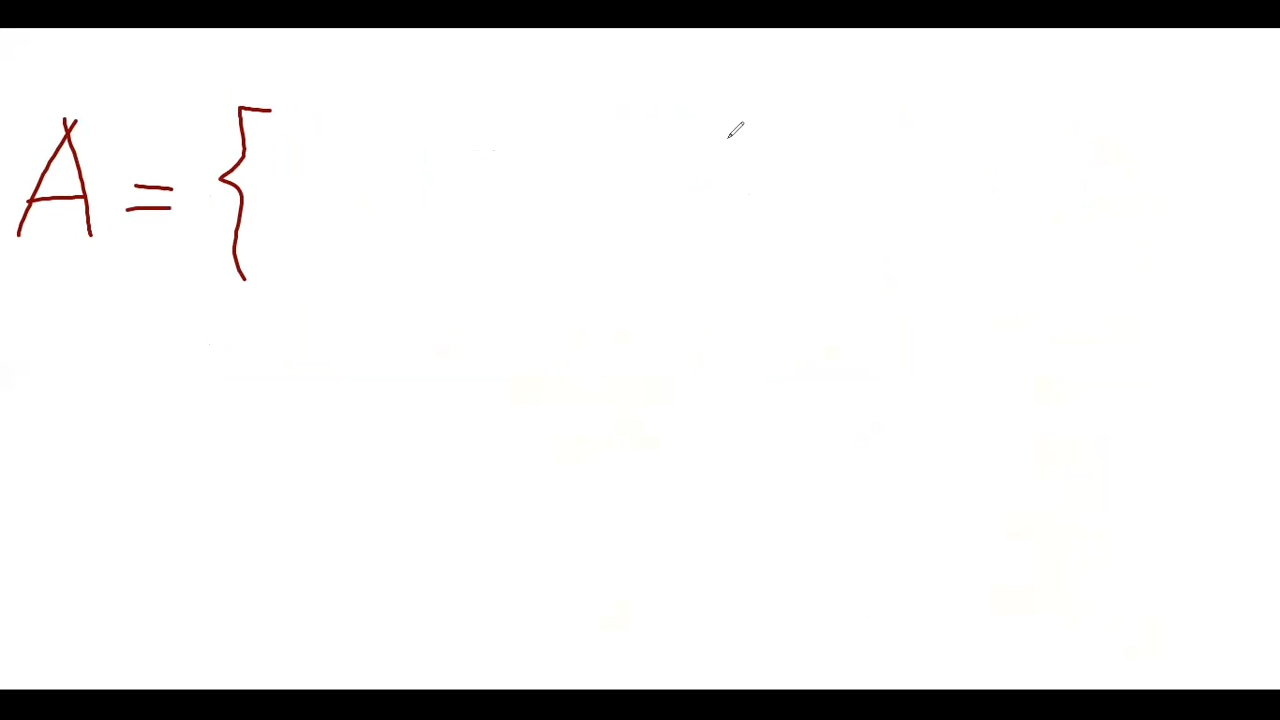 A = {